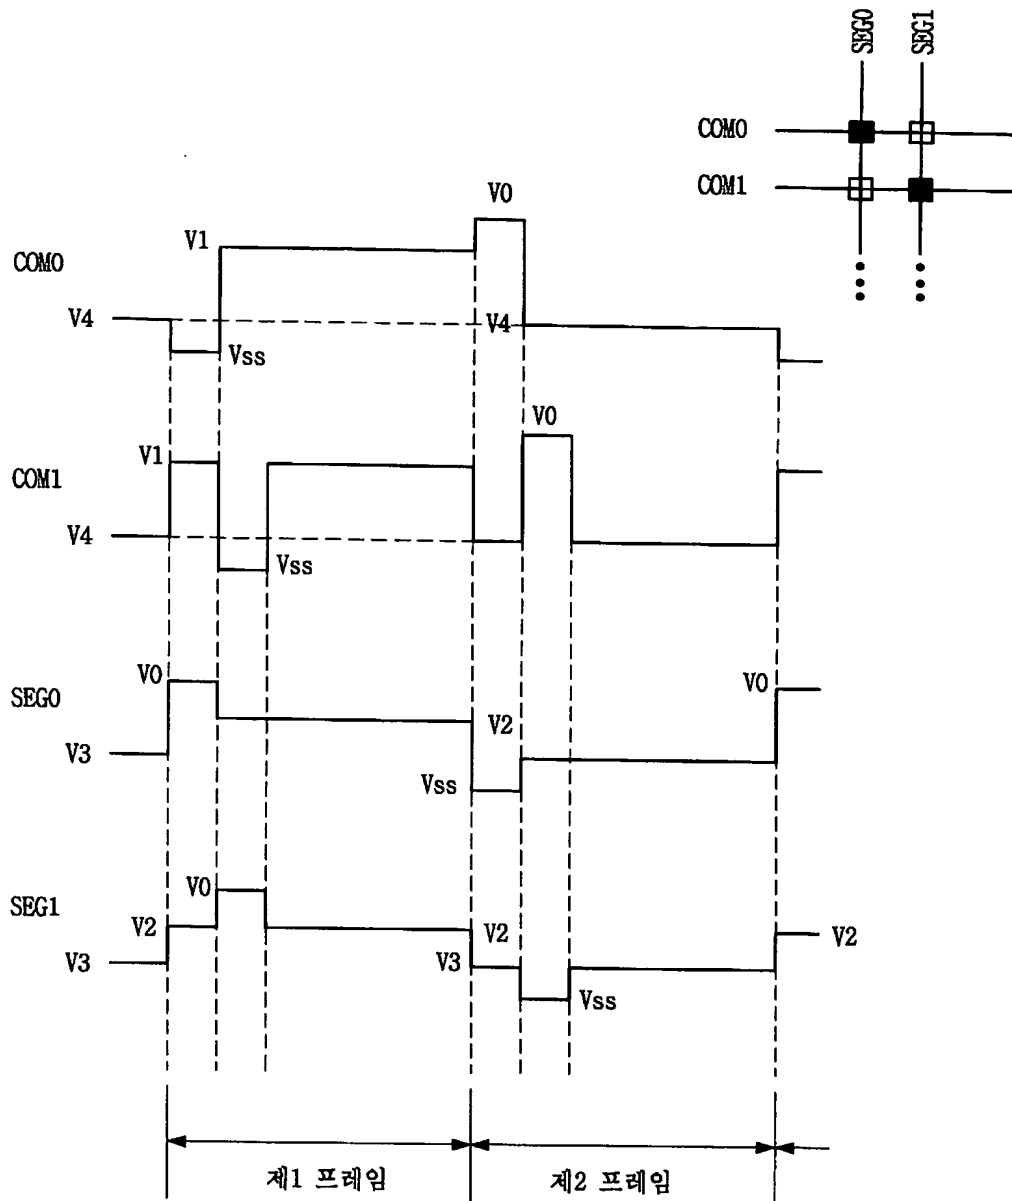 SEG0 SEG1
COM0
COM1
V0
V1
COM0
V4 V4
Vss
V0
V1
COM1
V4
Vss
V0 V0
SEG0
V2
V3
Vss
V0
SEG1
V2 V2 V2
V3 V3
Vss
제1 프레임 제2 프레임